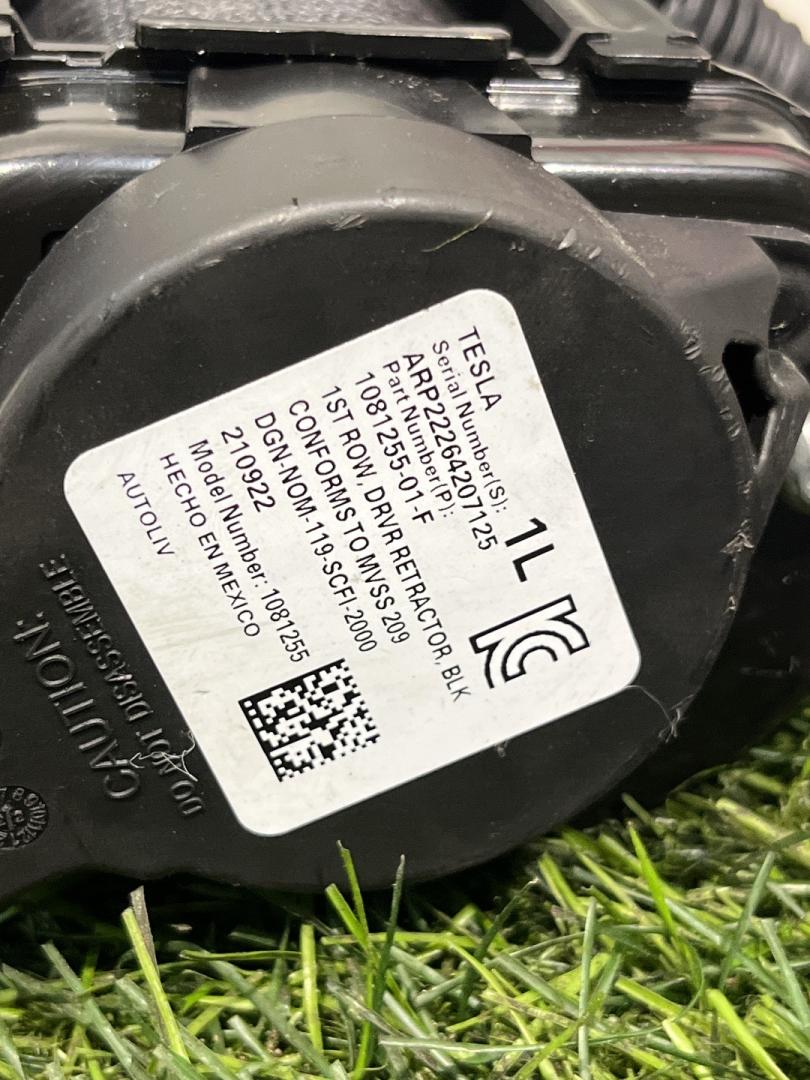 TESLA
Serial Number(S):
ARP22264207125
Part Number(P):
1081255-01-F
1ST ROW, DRVR RETRACTOR, BLK
CONFORMS TO MVSS 209
DGN-NOM-119-SCFI-2000
210922
Model Number: 1081255
HECHO EN MEXICO
AUTOLIV
1L
CAUTION:
DO NOT DISASSEMBLE